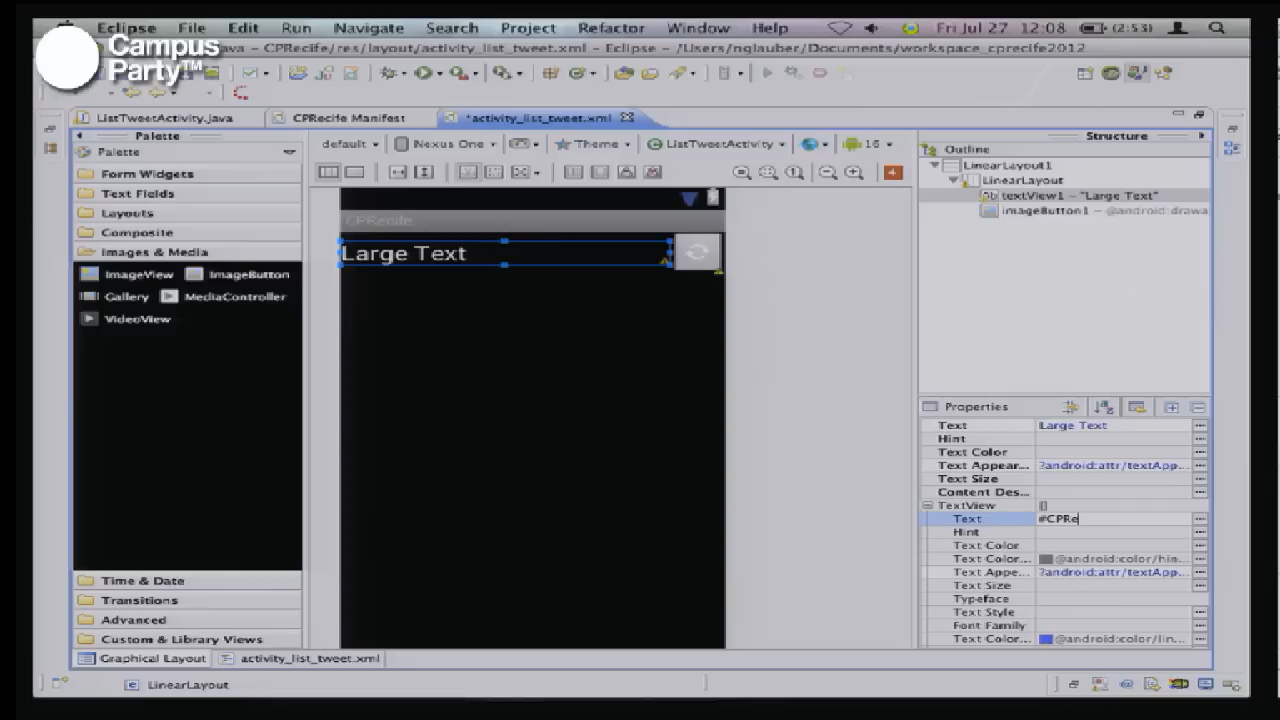 Eclipse File Edit Run Navigate Search Project Refactor Window Help Fri Jul 27 12:08 (2:53)
Campus
Party™
ava – CPRecife/res/layout/activity_list_tweet.xml – Eclipse – /Users/nglauber/Documents/workspace_cprecife2012
ListTweetActivity.java CPRecife Manifest *activity_list_tweet.xml
Palette
Palette
Form Widgets
Text Fields
Layouts
Composite
Images & Media
ImageView ImageButton
Gallery MediaController
VideoView
Time & Date
Transitions
Advanced
Custom & Library Views
Graphical Layout activity_list_tweet.xml
default Nexus One Theme ListTweetActivity 16
4
CPRecife
Large Text
Structure
Outline
LinearLayout1
LinearLayout
Ab textView1 – "Large Text"
imageButton1 – @android:drawa
Properties
Text Large Text
Hint
Text Color
Text Appear... ?android:attr/textApp...
Text Size
Content Des...
TextView []
Text #CPRe
Hint
Text Color
Text Color... @android:color/hin...
Text Appe... ?android:attr/textApp...
Text Size
Typeface
Text Style
Font Family
Text Color... @android:color/lin...
LinearLayout